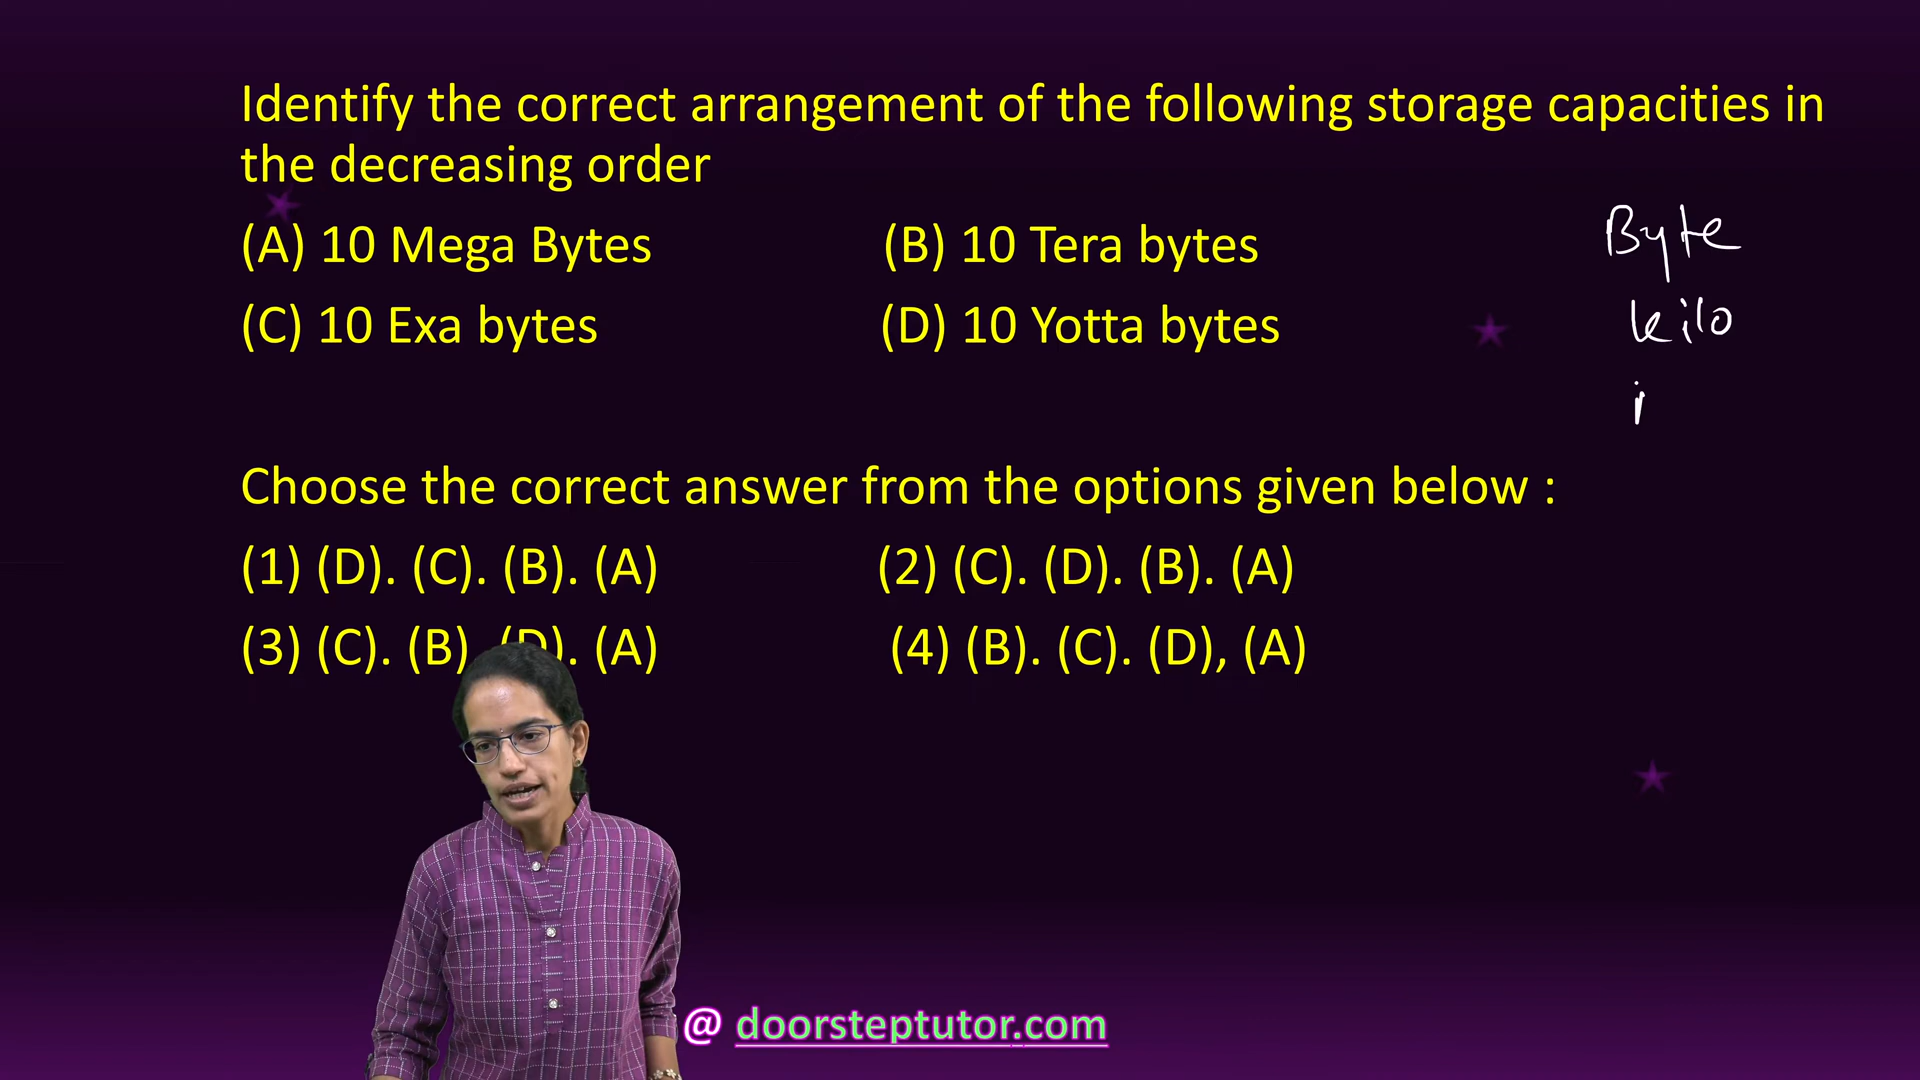 Identify the correct arrangement of the following storage capacities in
the decreasing order
(A) 10 Mega Bytes (B) 10 Tera bytes
(C) 10 Exa bytes (D) 10 Yotta bytes
Byte
kilo
Choose the correct answer from the options given below :
(1) (D). (C). (B). (A) (2) (C). (D). (B). (A)
(3) (C). (B). (D). (A) (4) (B). (C). (D), (A)
@ doorsteptutor.com